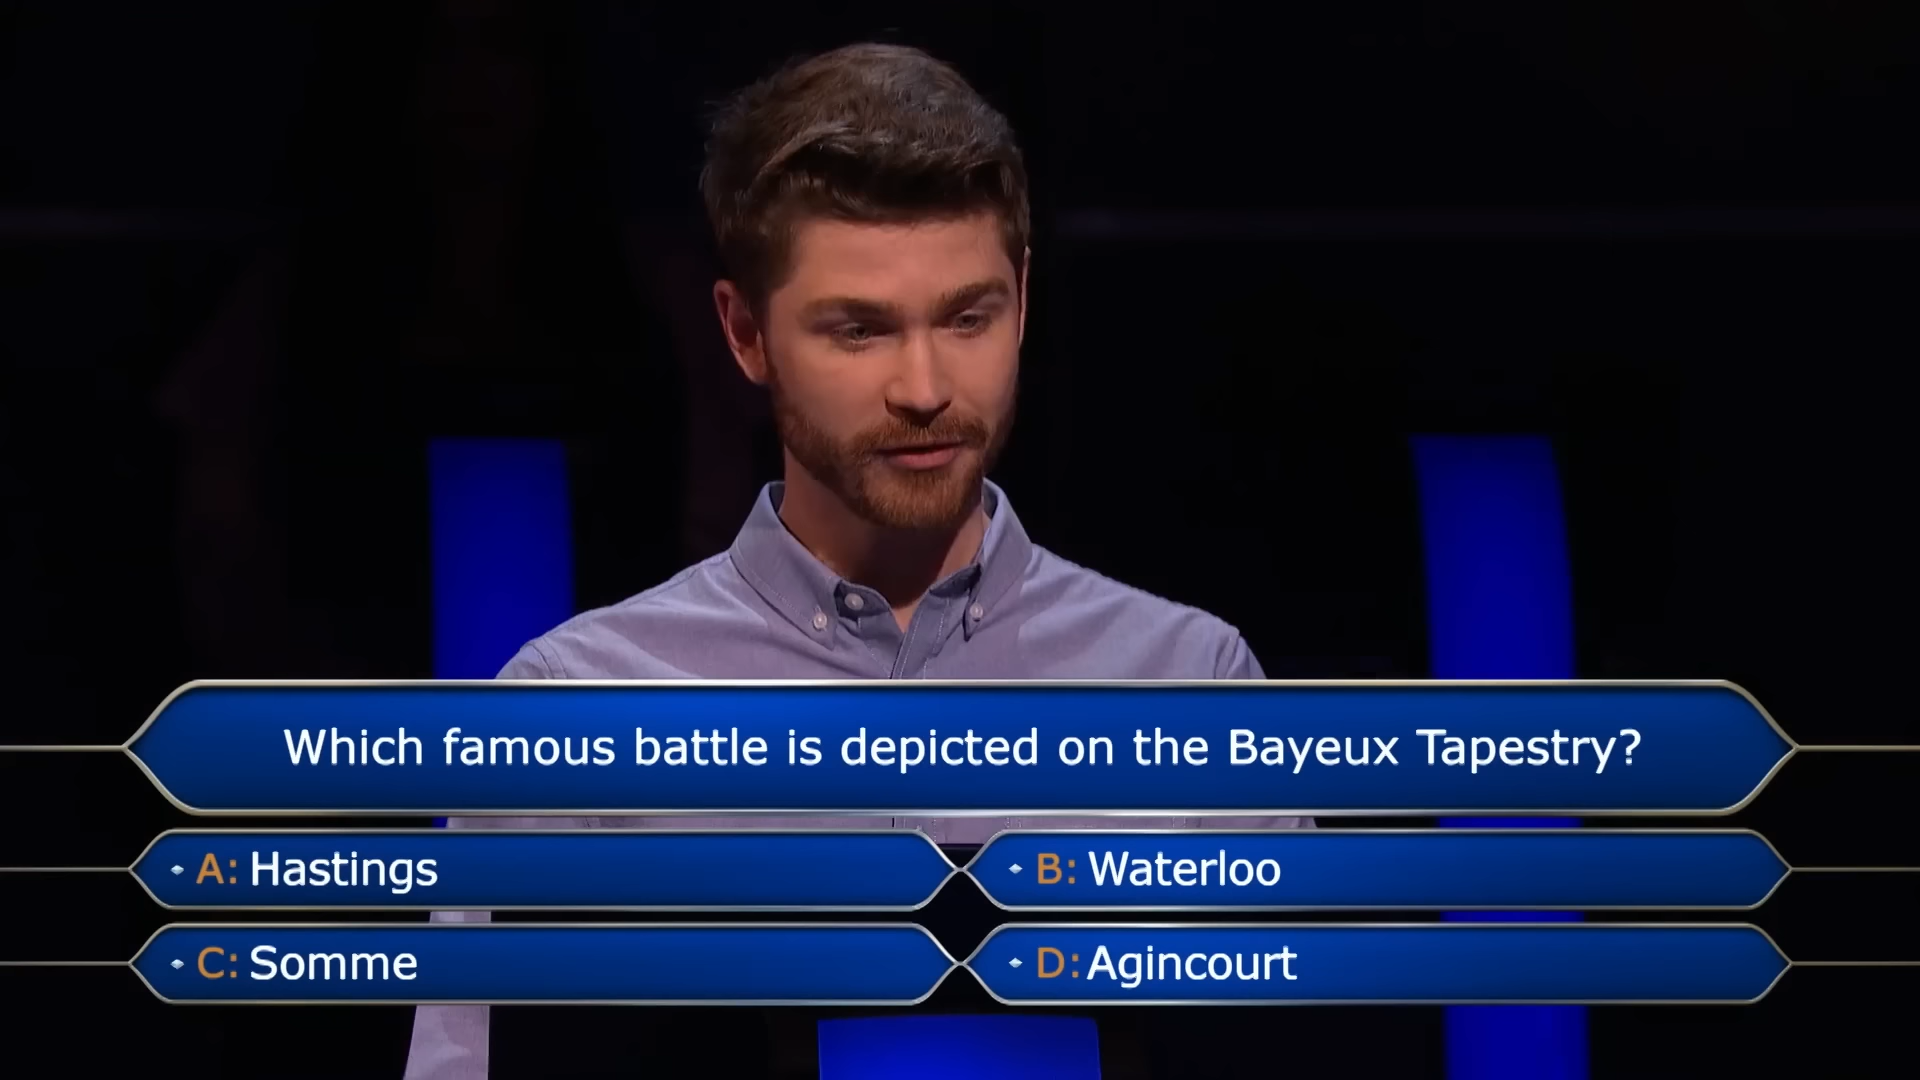 Which famous battle is depicted on the Bayeux Tapestry?
A: Hastings
B: Waterloo
C: Somme
D: Agincourt